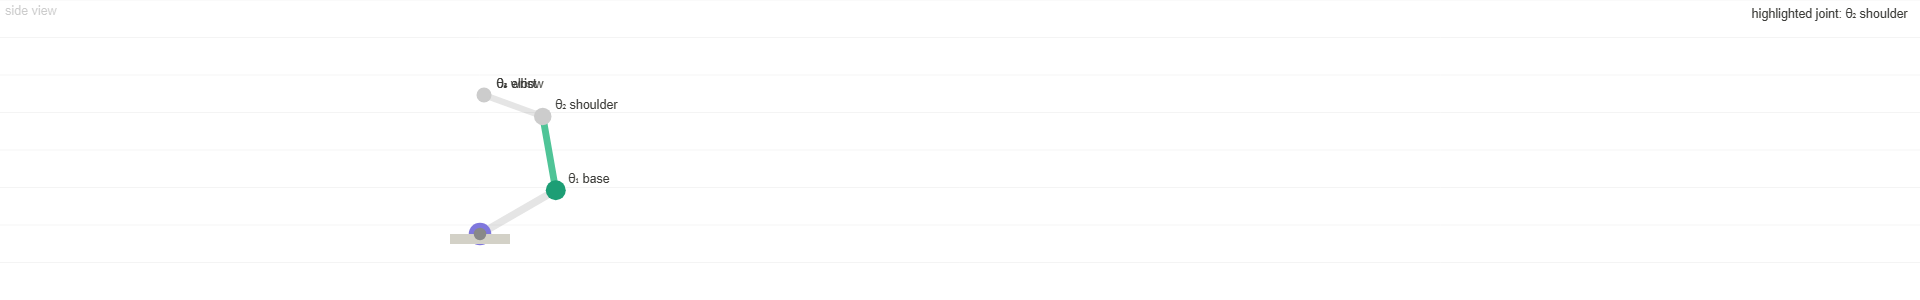 side view
highlighted joint: θ₂ shoulder
θ₂ shoulder
θ₁ base